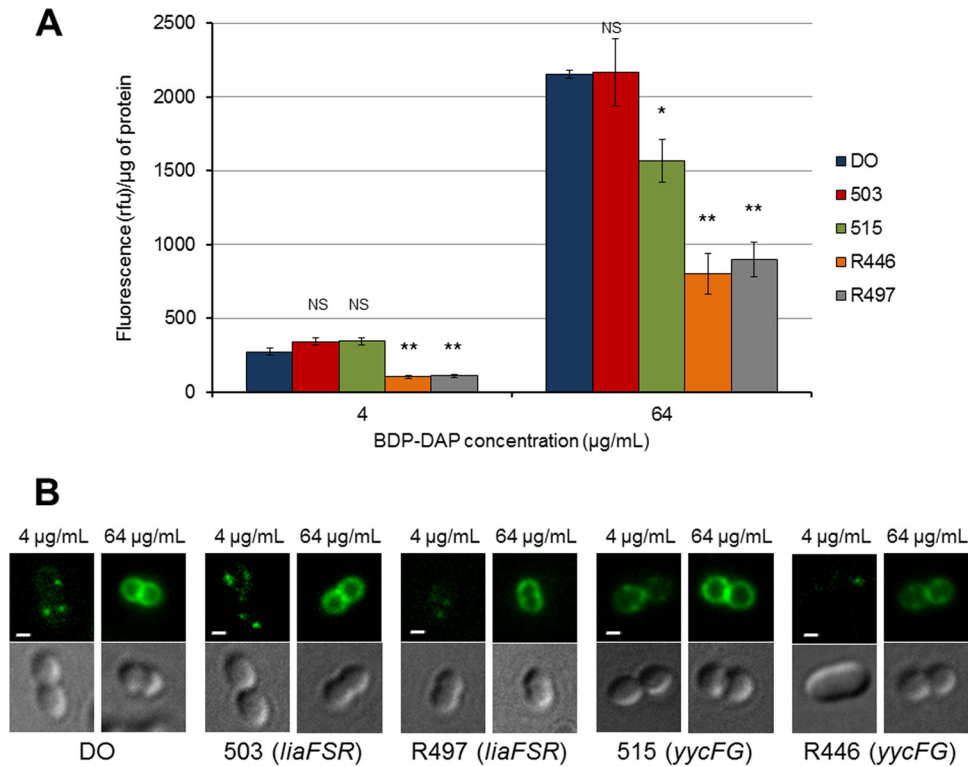 A
Fluorescence (rfu)/µg of protein
2500
2000
1500
1000
500
0
NS
NS
**
**
NS
*
**
**
4
64
BDP-DAP concentration (µg/mL)
DO
503
515
R446
R497
B
4 µg/mL 64 µg/mL 4 µg/mL 64 µg/mL 4 µg/mL 64 µg/mL 4 µg/mL 64 µg/mL 4 µg/mL 64 µg/mL
DO 503 (liaFSR) R497 (liaFSR) 515 (yycFG) R446 (yycFG)